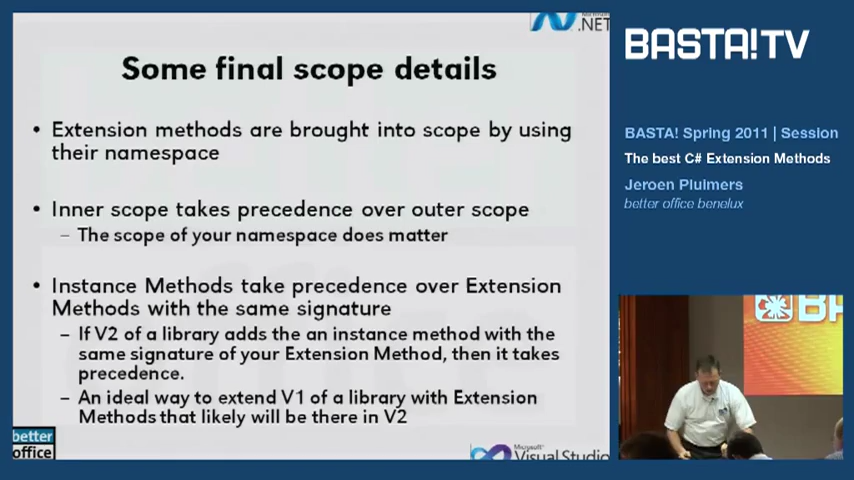 .NET
Some final scope details
• Extension methods are brought into scope by using
their namespace
• Inner scope takes precedence over outer scope
– The scope of your namespace does matter
• Instance Methods take precedence over Extension
Methods with the same signature
– If V2 of a library adds the an instance method with the
same signature of your Extension Method, then it takes
precedence.
– An ideal way to extend V1 of a library with Extension
Methods that likely will be there in V2
better
office
Microsoft
Visual Studio
BASTA!TV
BASTA! Spring 2011 | Session
The best C# Extension Methods
Jeroen Pluimers
better office benelux
BA